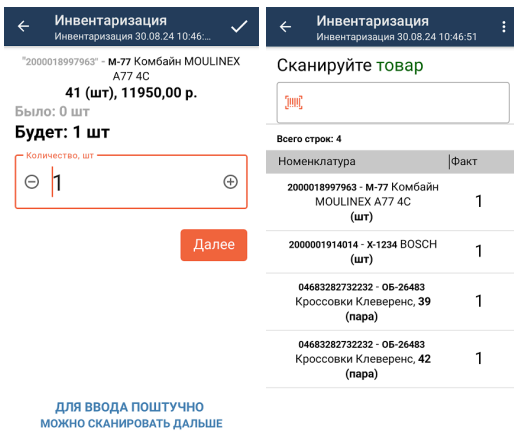 Инвентаризация
Инвентаризация 30.08.24 10:46:...
"2000018997963" - М-77 Комбайн MOULINEX
A77 4C
41 (шт), 11950,00 р.
Было: 0 шт
Будет: 1 шт
Количество, шт
1
Далее
ДЛЯ ВВОДА ПОШТУЧНО
МОЖНО СКАНИРОВАТЬ ДАЛЬШЕ
Инвентаризация
Инвентаризация 30.08.24 10:46:51
Сканируйте товар
Всего строк: 4
Номенклатура Факт
2000018997963 - М-77 Комбайн
MOULINEX A77 4C
(шт)
1
2000001914014 - Х-1234 BOSCH
(шт)
1
04683282732232 - ОБ-26483
Кроссовки Клеверенс, 39
(пара)
1
04683282732232 - ОБ-26483
Кроссовки Клеверенс, 42
(пара)
1